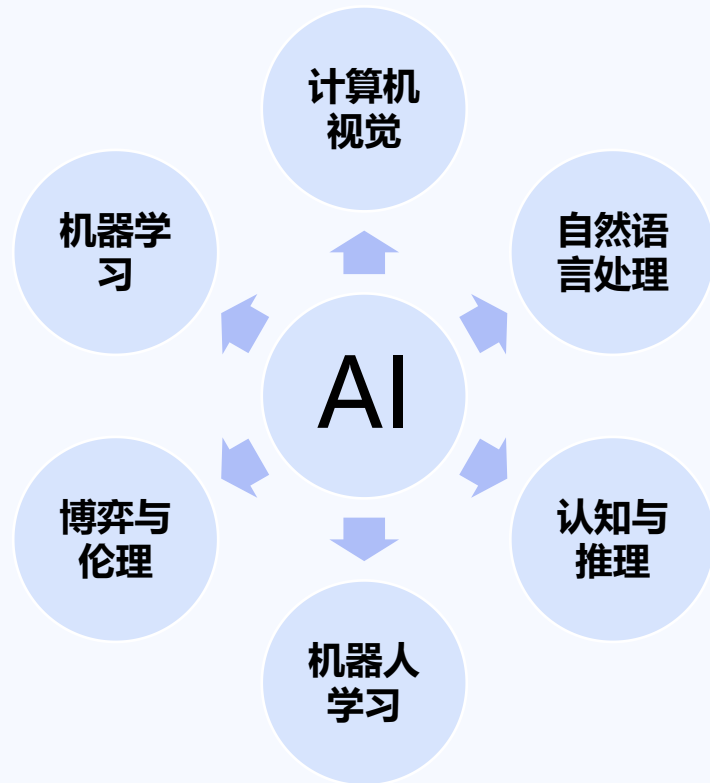 计算机
视觉
自然语
言处理
认知与
推理
机器人
学习
博弈与
伦理
机器学
习
AI